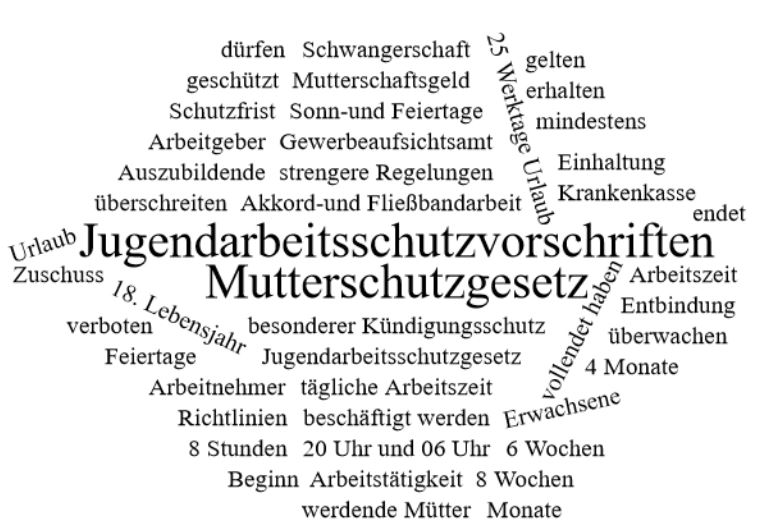 dürfen Schwangerschaft
25 Werktage Urlaub
gelten
geschützt Mutterschaftsgeld
erhalten
Schutzfrist Sonn-und Feiertage
mindestens
Arbeitgeber Gewerbeaufsichtsamt
Auszubildende strengere Regelungen
Einhaltung
überschreiten Akkord-und Fließbandarbeit
Krankenkasse
endet
Urlaub
Jugendarbeitsschutzvorschriften
Zuschuss
Mutterschutzgesetz
Arbeitszeit
18. Lebensjahr
vollendet haben
Entbindung
verboten
besonderer Kündigungsschutz
überwachen
Feiertage
Jugendarbeitsschutzgesetz
4 Monate
Arbeitnehmer tägliche Arbeitszeit
Erwachsene
Richtlinien beschäftigt werden
8 Stunden 20 Uhr und 06 Uhr 6 Wochen
Beginn Arbeitstätigkeit 8 Wochen
werdende Mütter Monate